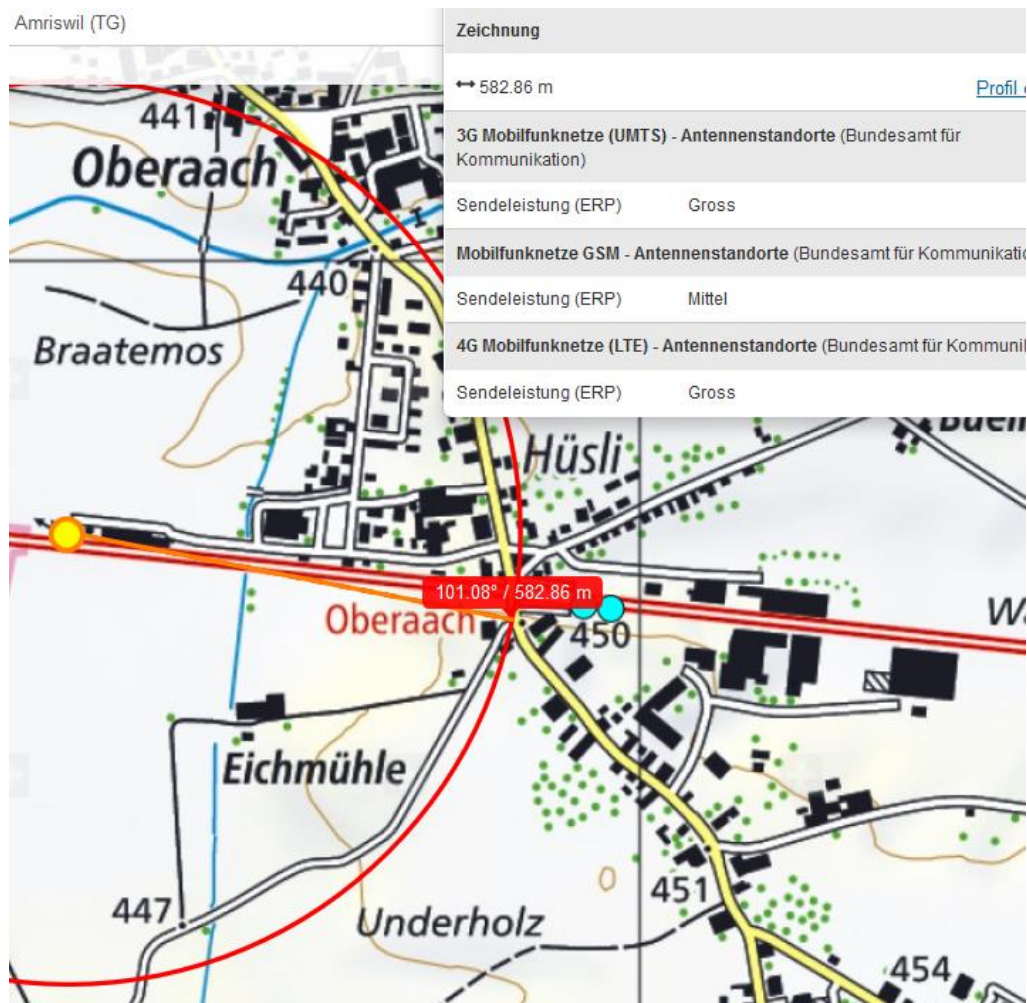 Amriswil (TG)
Zeichnung
↔ 582.86 m
Profil
3G Mobilfunknetze (UMTS) - Antennenstandorte (Bundesamt für
Kommunikation)
Sendeleistung (ERP) Gross
Mobilfunknetze GSM - Antennenstandorte (Bundesamt für Kommunikatio
Sendeleistung (ERP) Mittel
4G Mobilfunknetze (LTE) - Antennenstandorte (Bundesamt für Kommuni
Sendeleistung (ERP) Gross
441
Oberaach
440
Braatemos
Hüsli
101.08° / 582.86 m
Oberaach
450
Eichmühle
447
Underholz
451
454